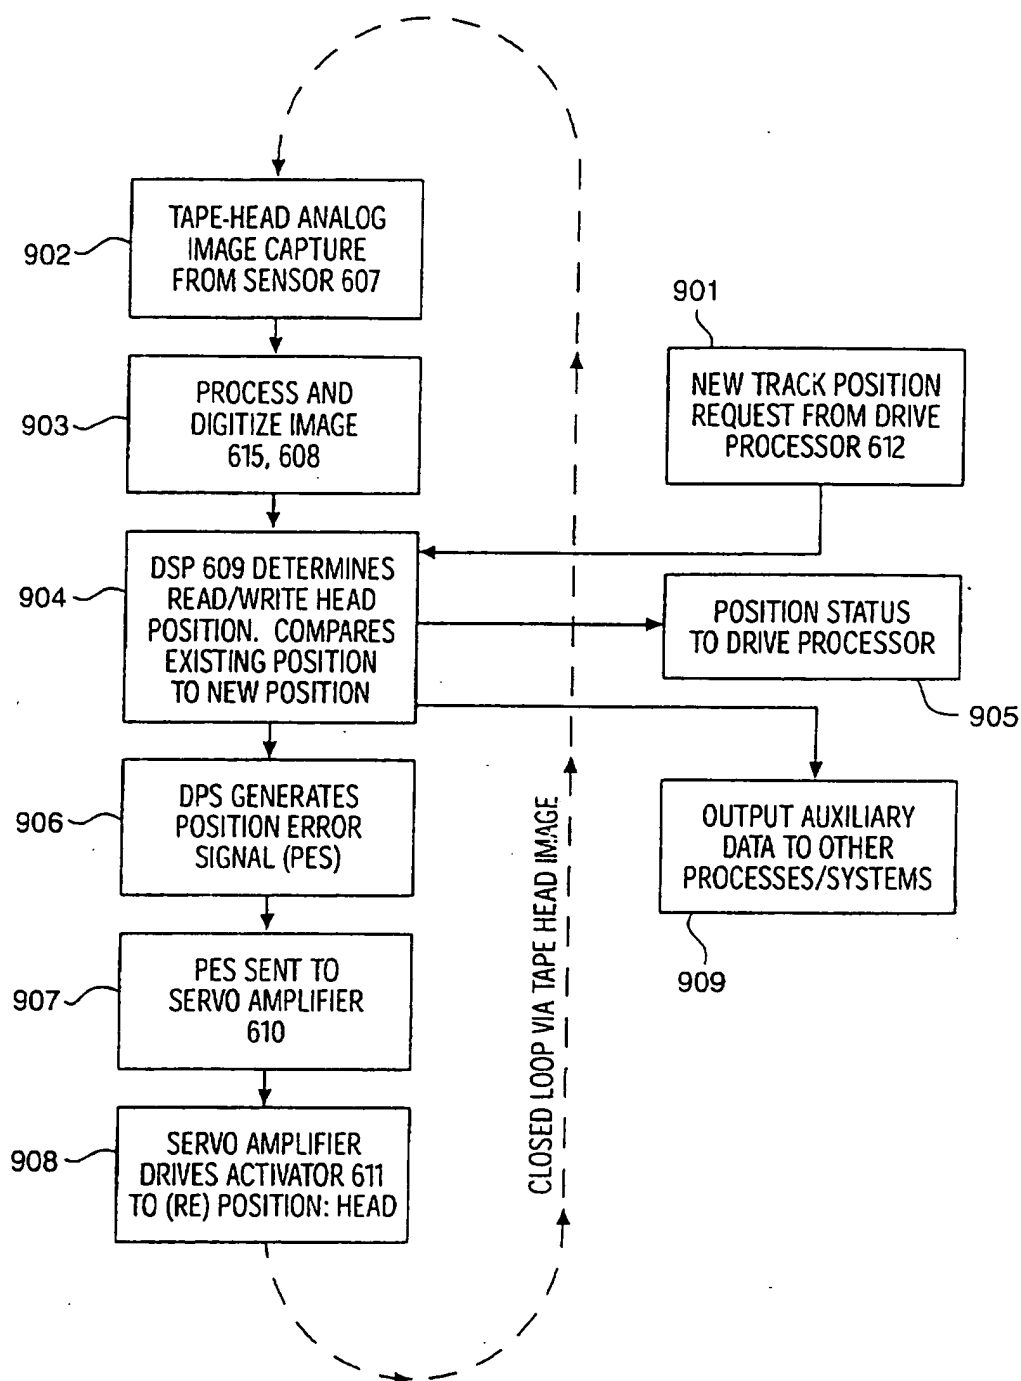 902
TAPE-HEAD ANALOG
IMAGE CAPTURE
FROM SENSOR 607
901
NEW TRACK POSITION
REQUEST FROM DRIVE
PROCESSOR 612
903
PROCESS AND
DIGITIZE IMAGE
615, 608
904
DSP 609 DETERMINES
READ/WRITE HEAD
POSITION. COMPARES
EXISTING POSITION
TO NEW POSITION
POSITION STATUS
TO DRIVE PROCESSOR
905
906
DPS GENERATES
POSITION ERROR
SIGNAL (PES)
OUTPUT AUXILIARY
DATA TO OTHER
PROCESSES/SYSTEMS
909
907
PES SENT TO
SERVO AMPLIFIER
610
908
SERVO AMPLIFIER
DRIVES ACTIVATOR 611
TO (RE) POSITION: HEAD
CLOSED LOOP VIA TAPE HEAD IMAGE